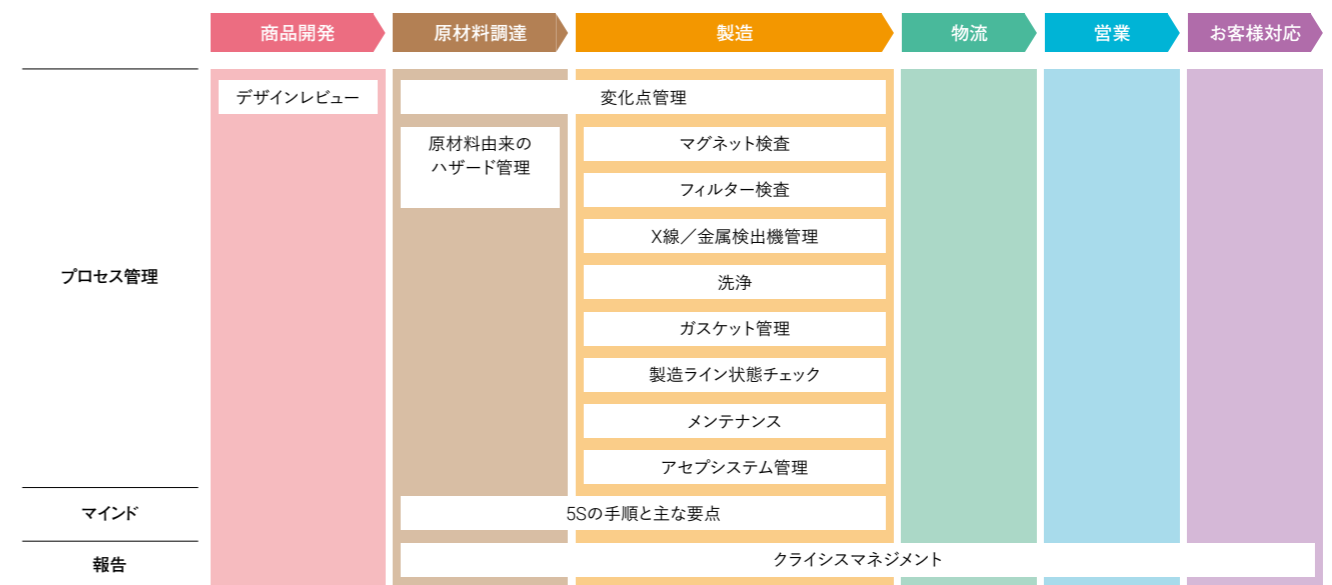 商品開発
原材料調達
製造
物流
営業
お客様対応
プロセス管理
デザインレビュー
変化点管理
原材料由来の
ハザード管理
マグネット検査
フィルター検査
X線／金属検出機管理
洗浄
ガスケット管理
製造ライン状態チェック
メンテナンス
アセプシステム管理
マインド
5Sの手順と主な要点
報告
クライシスマネジメント